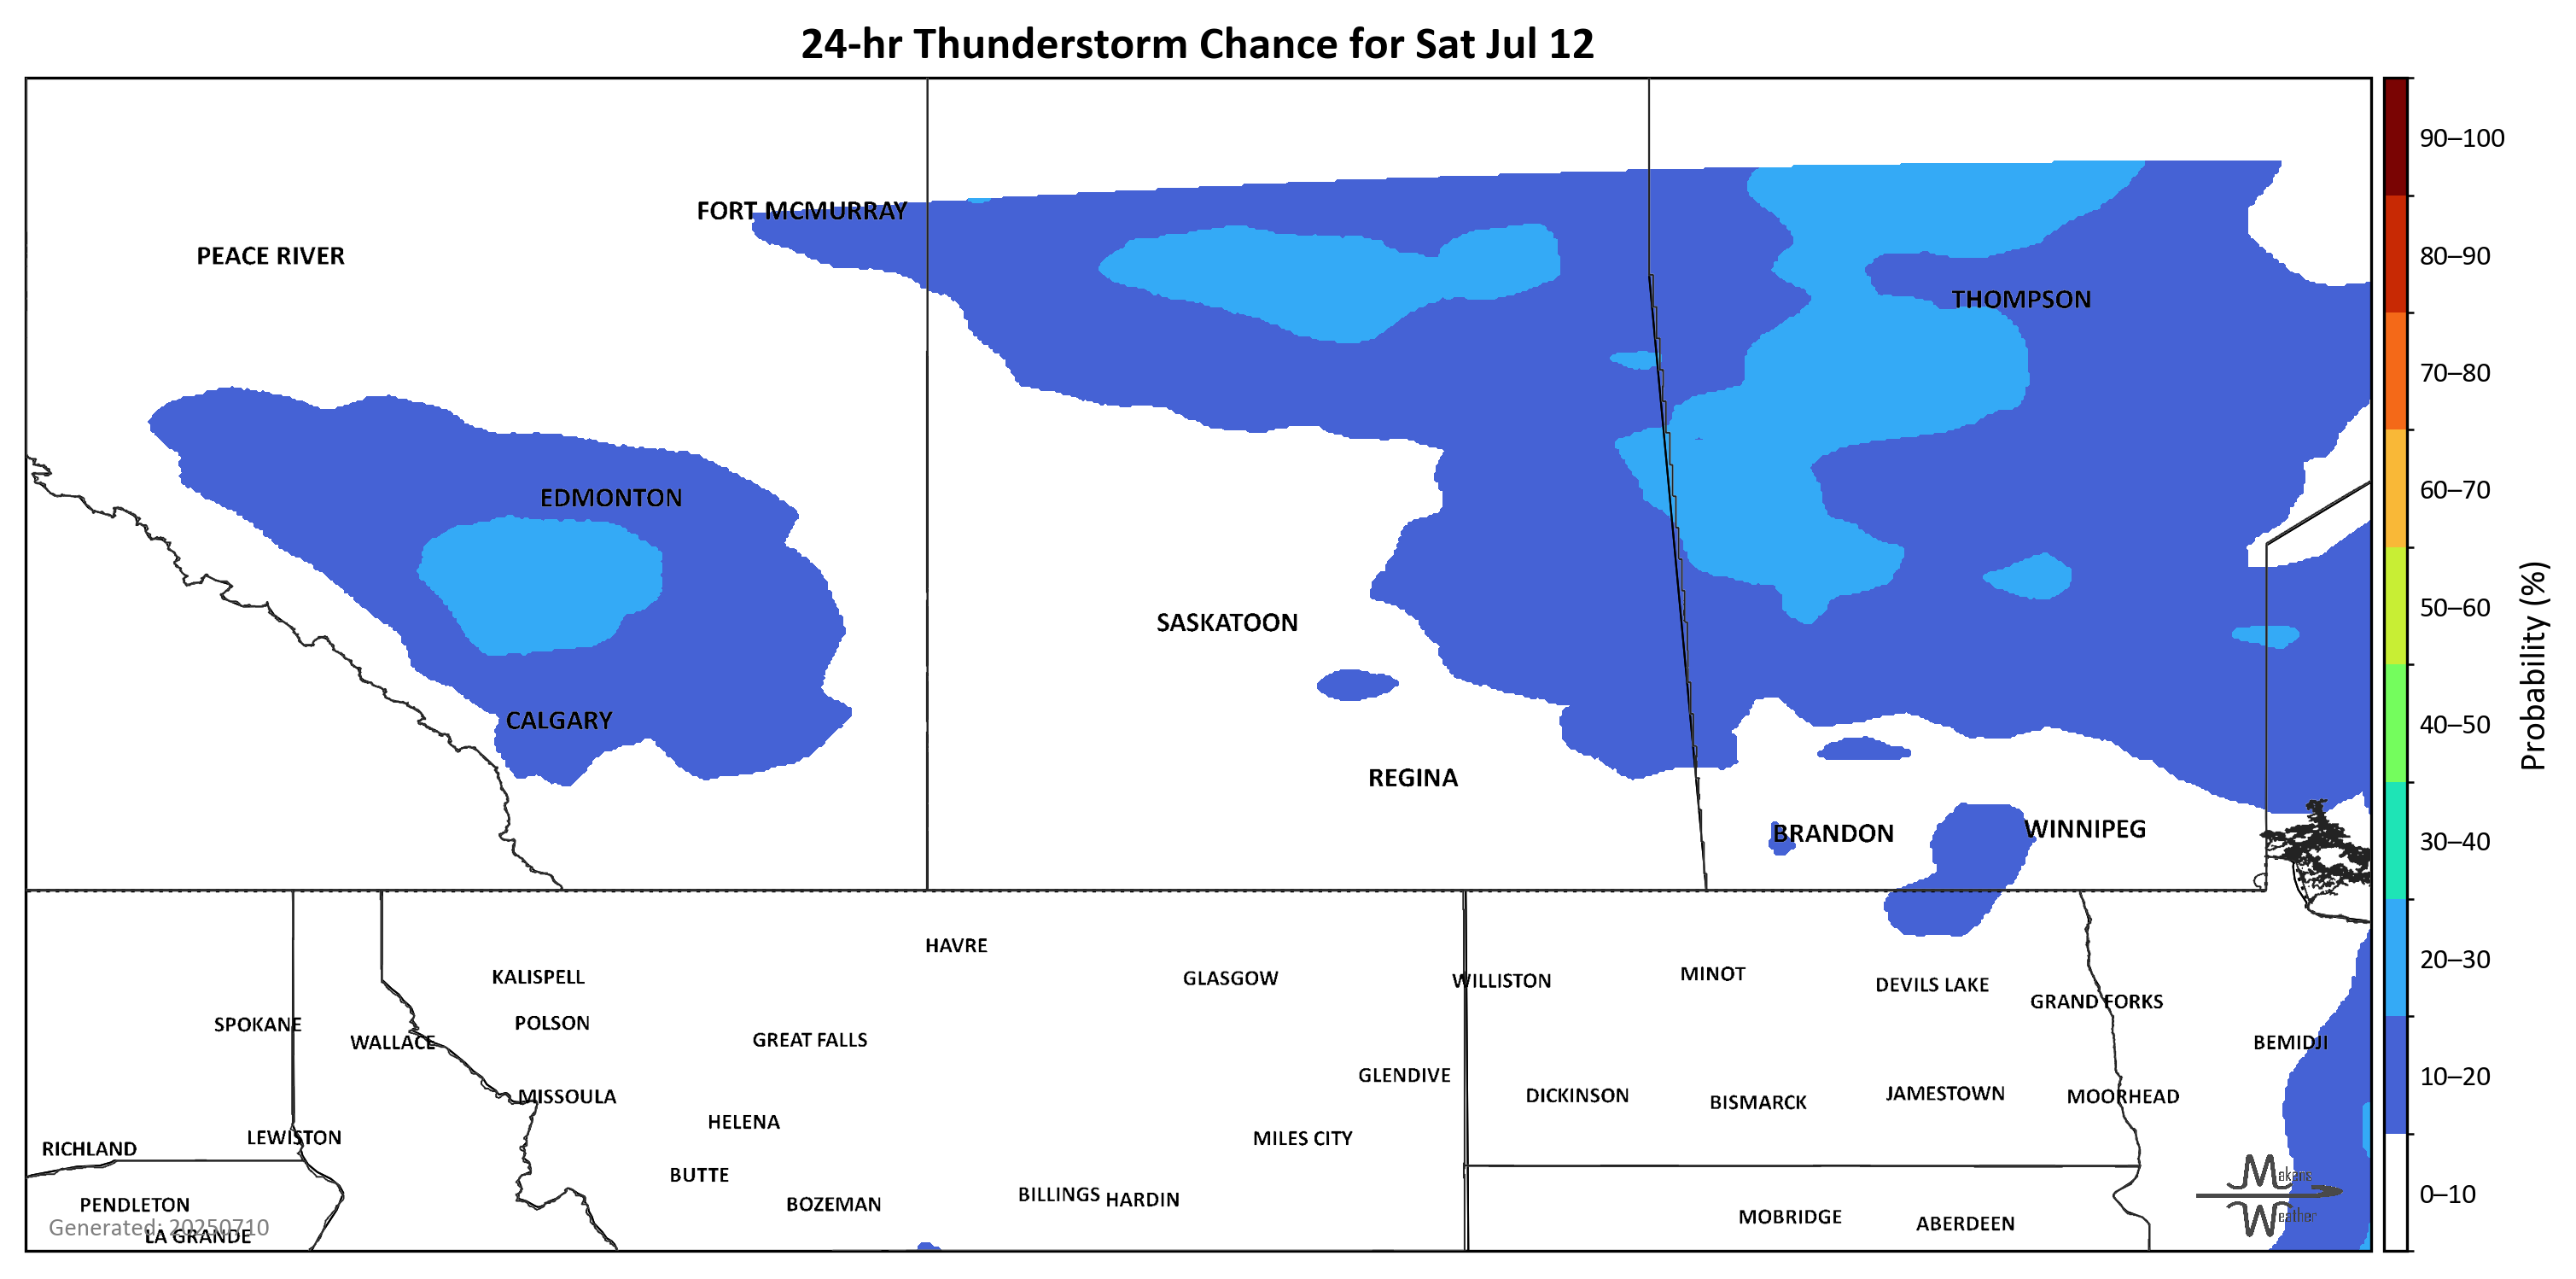 24-hr Thunderstorm Chance for Sat Jul 12
90–100
FORT MCMURRAY
PEACE RIVER
80–90
THOMPSON
70–80
60–70
EDMONTON
50–60
SASKATOON
Probability (%)
40–50
CALGARY
REGINA
BRANDON
WINNIPEG
30–40
HAVRE
20–30
KALISPELL
GLASGOW
WILLISTON
MINOT
DEVILS LAKE
GRAND FORKS
SPOKANE
POLSON
WALLACE
GREAT FALLS
BEMIDJI
10–20
GLENDIVE
MISSOULA
DICKINSON
BISMARCK
JAMESTOWN
MOORHEAD
HELENA
LEWISTON
MILES CITY
RICHLAND
BUTTE
Makens
Weather
0–10
PENDLETON
BOZEMAN
BILLINGS
HARDIN
MOBRIDGE
ABERDEEN
Generated: 20250710
LA GRANDE